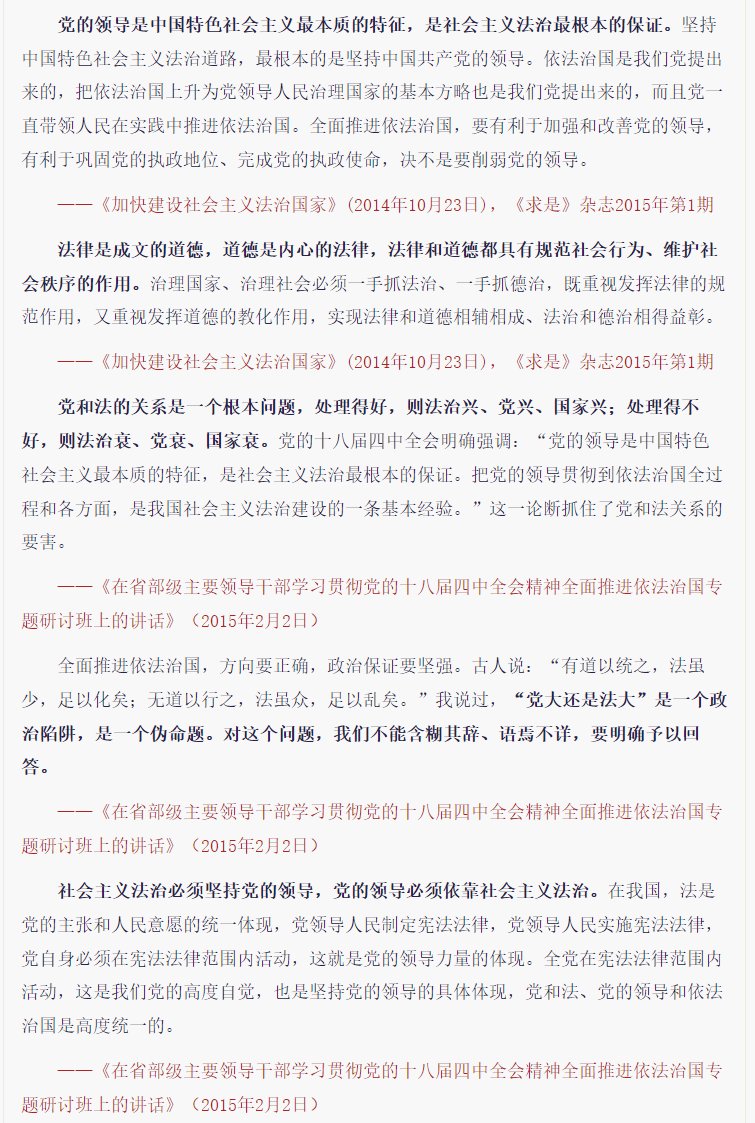 党的领导是中国特色社会主义最本质的特征，是社会主义法治最根本的保证。坚持
中国特色社会主义法治道路，最根本的是坚持中国共产党的领导。依法治国是我们党提出
来的，把依法治国上升为党领导人民治理国家的基本方略也是我们党提出来的，而且党一
直带领人民在实践中推进依法治国。全面推进依法治国，要有利于加强和改善党的领导，
有利于巩固党的执政地位、完成党的执政使命，决不是要削弱党的领导。
——《加快建设社会主义法治国家》(2014年10月23日)，《求是》杂志2015年第1期
法律是成文的道德，道德是内心的法律，法律和道德都具有规范社会行为、维护社
会秩序的作用。治理国家、治理社会必须一手抓法治、一手抓德治，既重视发挥法律的规
范作用，又重视发挥道德的教化作用，实现法律和道德相辅相成、法治和德治相得益彰。
——《加快建设社会主义法治国家》(2014年10月23日)，《求是》杂志2015年第1期
党和法的关系是一个根本问题，处理得好，则法治兴、党兴、国家兴；处理得不
好，则法治衰、党衰、国家衰。党的十八届四中全会明确强调：“党的领导是中国特色
社会主义最本质的特征，是社会主义法治最根本的保证。把党的领导贯彻到依法治国全过
程和各方面，是我国社会主义法治建设的一条基本经验。”这一论断抓住了党和法关系的
要害。
——《在省部级主要领导干部学习贯彻党的十八届四中全会精神全面推进依法治国专
题研讨班上的讲话》（2015年2月2日）
全面推进依法治国，方向要正确，政治保证要坚强。古人说：“有道以统之，法虽
少，足以化矣；无道以行之，法虽众，足以乱矣。”我说过，“党大还是法大”是一个政
治陷阱，是一个伪命题。对这个问题，我们不能含糊其辞、语焉不详，要明确予以回
答。
——《在省部级主要领导干部学习贯彻党的十八届四中全会精神全面推进依法治国专
题研讨班上的讲话》（2015年2月2日）
社会主义法治必须坚持党的领导，党的领导必须依靠社会主义法治。在我国，法是
党的主张和人民意愿的统一体现，党领导人民制定宪法法律，党领导人民实施宪法法律，
党自身必须在宪法法律范围内活动，这就是党的领导力量的体现。全党在宪法法律范围内
活动，这是我们党的高度自觉，也是坚持党的领导的具体体现，党和法、党的领导和依法
治国是高度统一的。
——《在省部级主要领导干部学习贯彻党的十八届四中全会精神全面推进依法治国专
题研讨班上的讲话》（2015年2月2日）